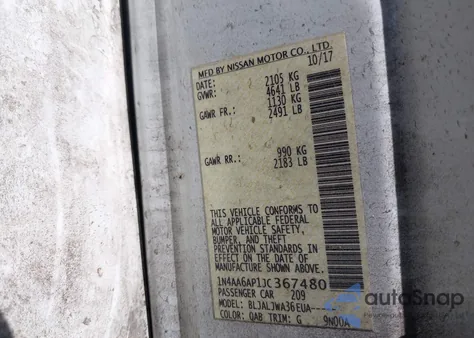 MFD BY NISSAN MOTOR CO., LTD.
DATE: 10/17
GVWR: 2105 KG
4641 LB
GAWR FR.: 1130 KG
2491 LB
GAWR RR.: 990 KG
2183 LB
THIS VEHICLE CONFORMS TO
ALL APPLICABLE FEDERAL
MOTOR VEHICLE SAFETY,
BUMPER, AND THEFT
PREVENTION STANDARDS
IN EFFECT ON THE DATE OF
MANUFACTURE SHOWN ABOVE.
1N4AA6AP1JC367480
PASSENGER CAR 209
MODEL: BLJALJWA36EUA----
COLOR: QAB TRIM: G 9N00A
autoSnap